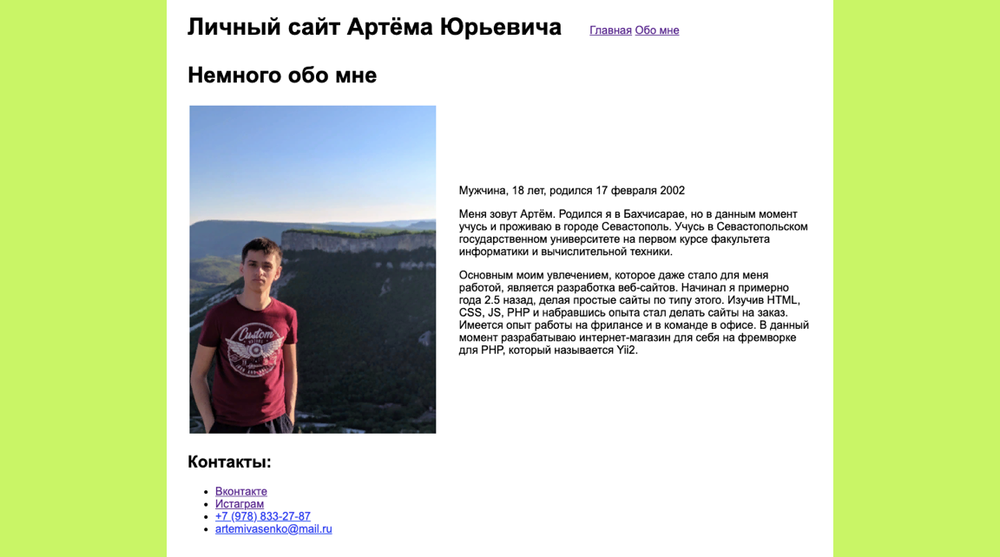 Личный сайт Артёма Юрьевича
Главная Обо мне
Немного обо мне
Custom
Мужчина, 18 лет, родился 17 февраля 2002
Меня зовут Артём. Родился я в Бахчисарае, но в данным момент
учусь и проживаю в городе Севастополь. Учусь в Севастопольском
государственном университете на первом курсе факультета
информатики и вычислительной техники.
Основным моим увлечением, которое даже стало для меня
работой, является разработка веб-сайтов. Начинал я примерно
года 2.5 назад, делая простые сайты по типу этого. Изучив HTML,
CSS, JS, PHP и набравшись опыта стал делать сайты на заказ.
Имеется опыт работы на фрилансе и в команде в офисе. В данный
момент разрабатываю интернет-магазин для себя на фремворке
для PHP, который называется Yii2.
Контакты:
Вконтакте
Истаграм
+7 (978) 833-27-87
artemivasenko@mail.ru